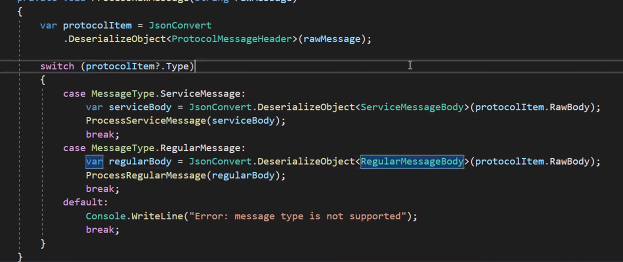 {
var protocolItem = JsonConvert
.DeserializeObject<ProtocolMessageHeader>(rawMessage);
switch (protocolItem?.Type)
{
case MessageType.ServiceMessage:
var serviceBody = JsonConvert.DeserializeObject<ServiceMessageBody>(protocolItem.RawBody);
ProcessServiceMessage(serviceBody);
break;
case MessageType.RegularMessage:
var regularBody = JsonConvert.DeserializeObject<RegularMessageBody>(protocolItem.RawBody);
ProcessRegularMessage(regularBody);
break;
default:
Console.WriteLine("Error: message type is not supported");
break;
}
}